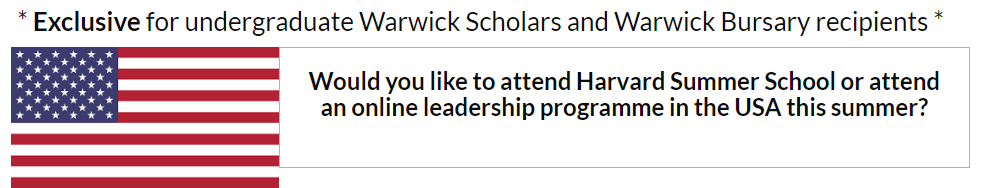 * Exclusive for undergraduate Warwick Scholars and Warwick Bursary recipients *
Would you like to attend Harvard Summer School or attend
an online leadership programme in the USA this summer?